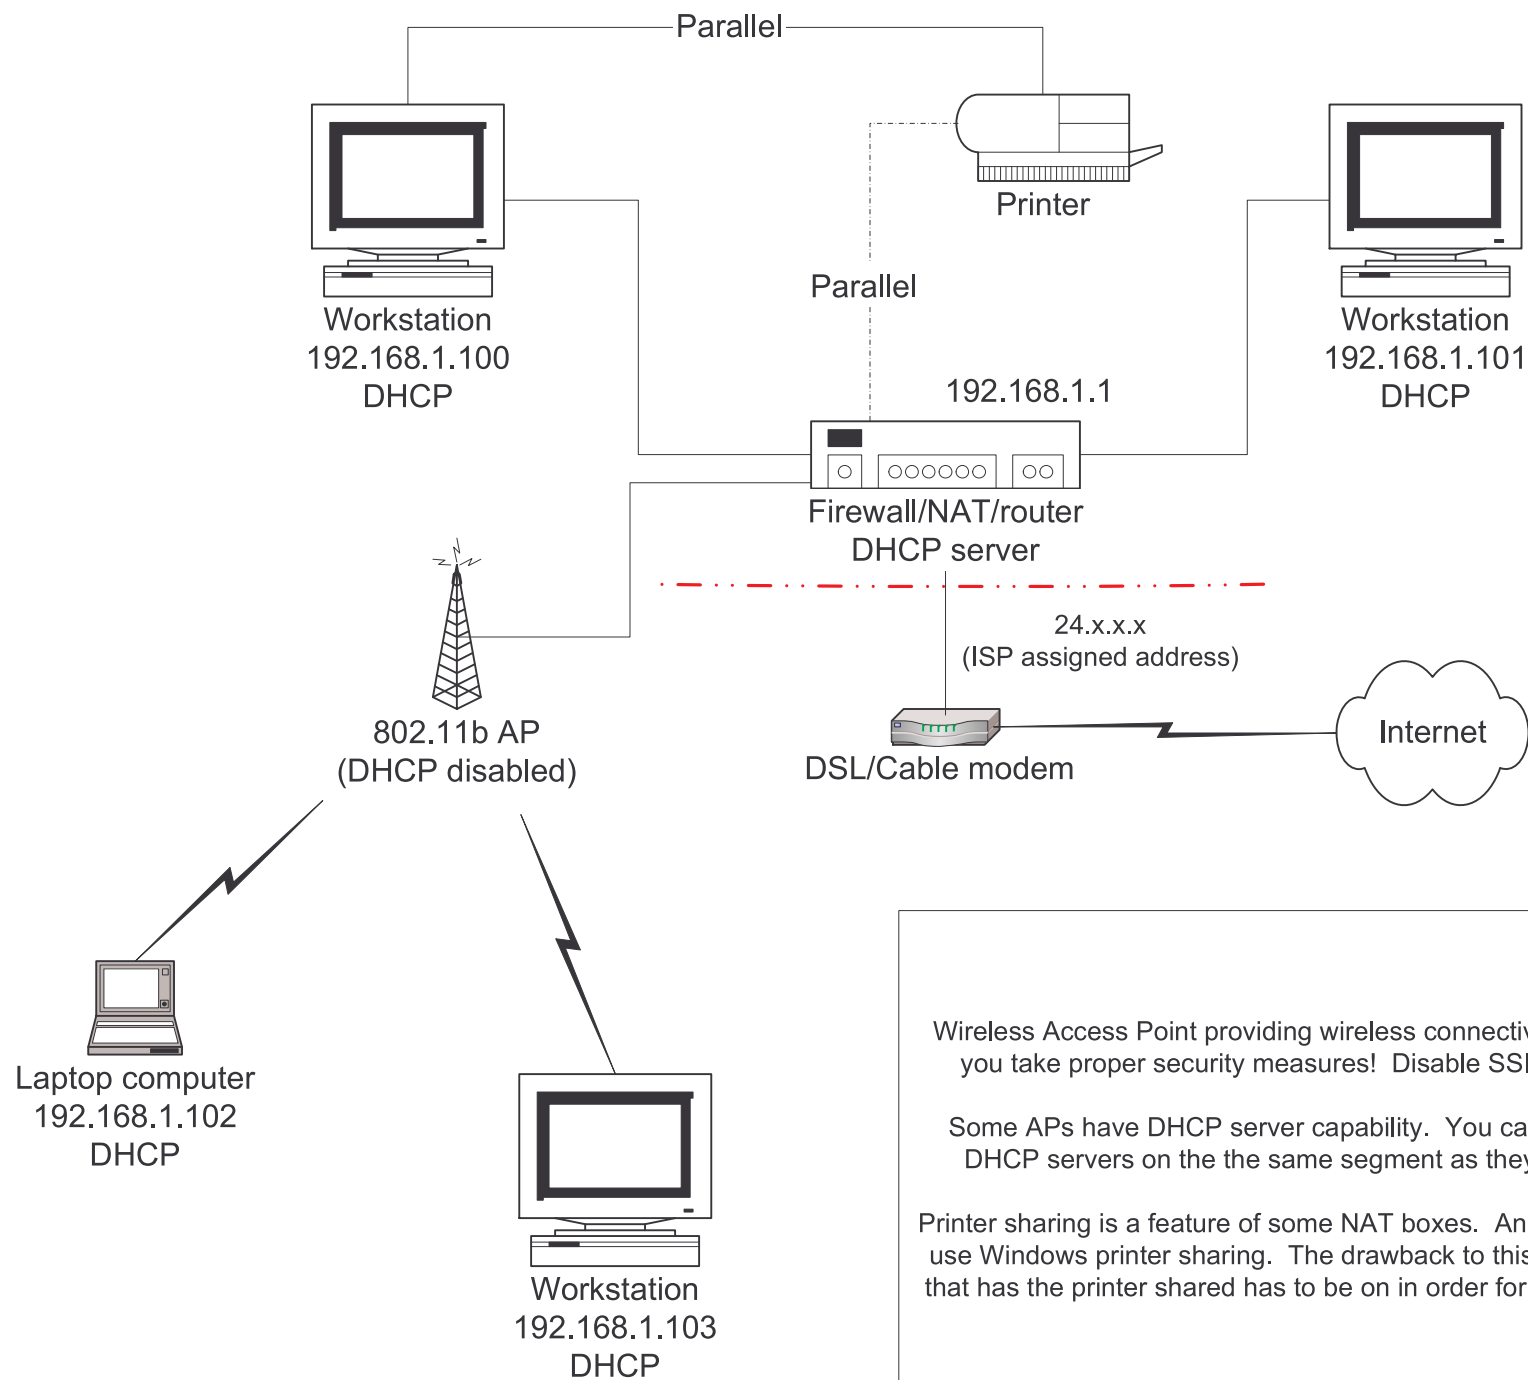 Parallel
Printer
Parallel
Workstation
192.168.1.100
DHCP
Workstation
192.168.1.101
DHCP
192.168.1.1
Firewall/NAT/router
DHCP server
24.x.x.x
(ISP assigned address)
802.11b AP
(DHCP disabled)
DSL/Cable modem
Internet
Laptop computer
192.168.1.102
DHCP
Workstation
192.168.1.103
DHCP
Wireless Access Point providing wireless
you take proper security measures! Disable
Some APs have DHCP server capability. You
DHCP servers on the the same segment as they
Printer sharing is a feature of some NAT boxes.
use Windows printer sharing. The drawback to this
that has the printer shared has to be on in order for